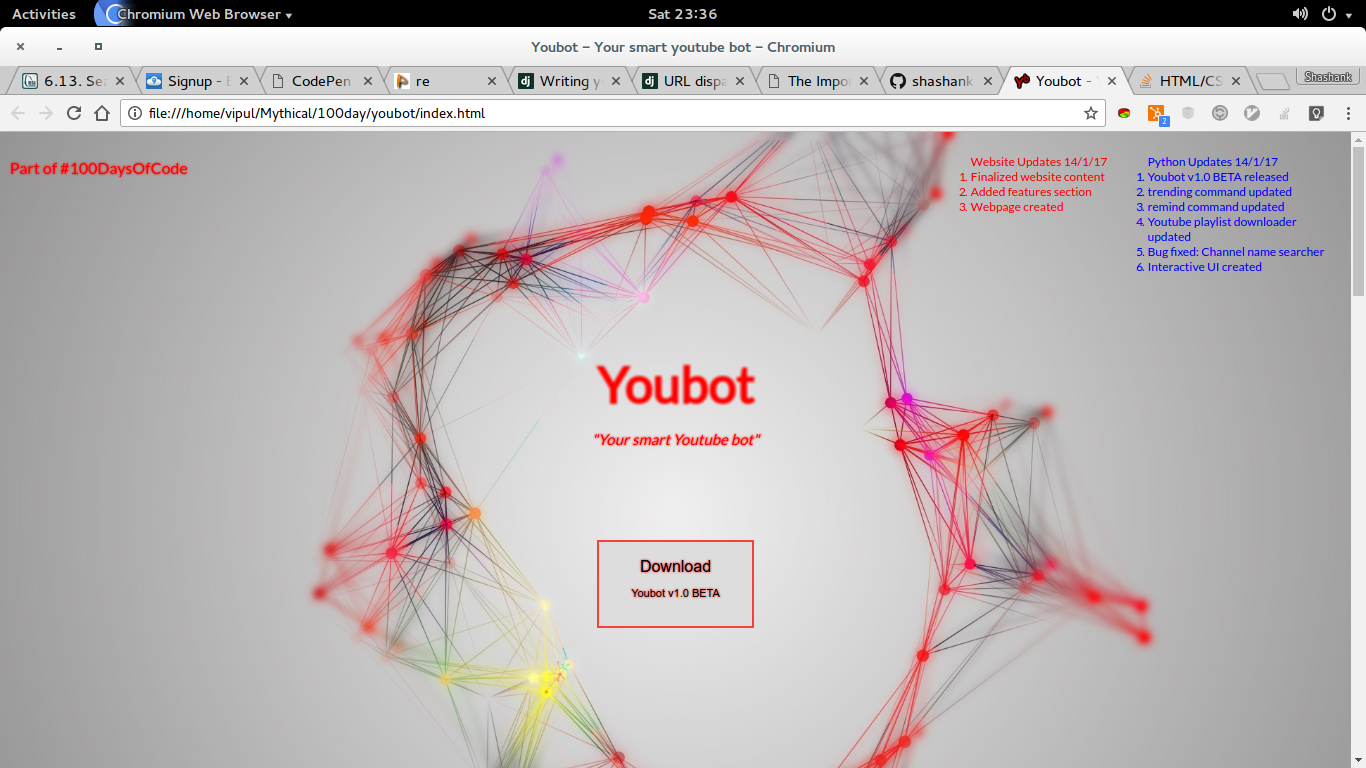 Activities Chromium Web Browser Sat 23:36
Youbot – Your smart youtube bot – Chromium
6.13. Sea Signup - E CodePen re Writing y URL dispa The Impor shashank Youbot - HTML/CS Shashank
file:///home/vipul/Mythical/100day/youbot/index.html 2
Part of #100DaysOfCode
Website Updates 14/1/17
1. Finalized website content
2. Added features section
3. Webpage created
Python Updates 14/1/17
1. Youbot v1.0 BETA released
2. trending command updated
3. remind command updated
4. Youtube playlist downloader
updated
5. Bug fixed: Channel name searcher
6. Interactive UI created
Youbot
"Your smart Youtube bot"
Download
Youbot v1.0 BETA